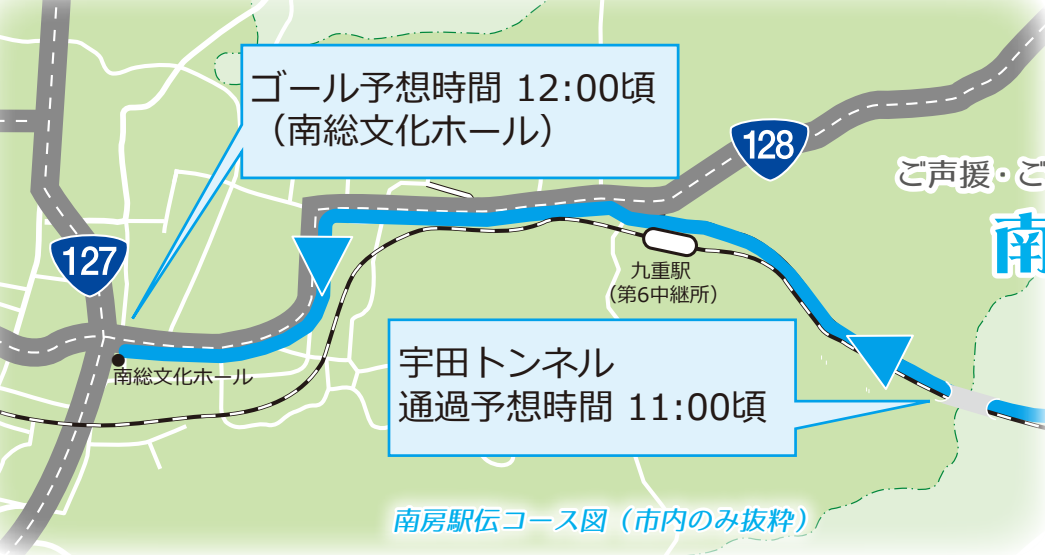 ゴール予想時間 12:00頃
（南総文化ホール）
128
ご声援・ご
南
127
九重駅
（第6中継所）
宇田トンネル
通過予想時間 11:00頃
南総文化ホール
南房駅伝コース図（市内のみ抜粋）